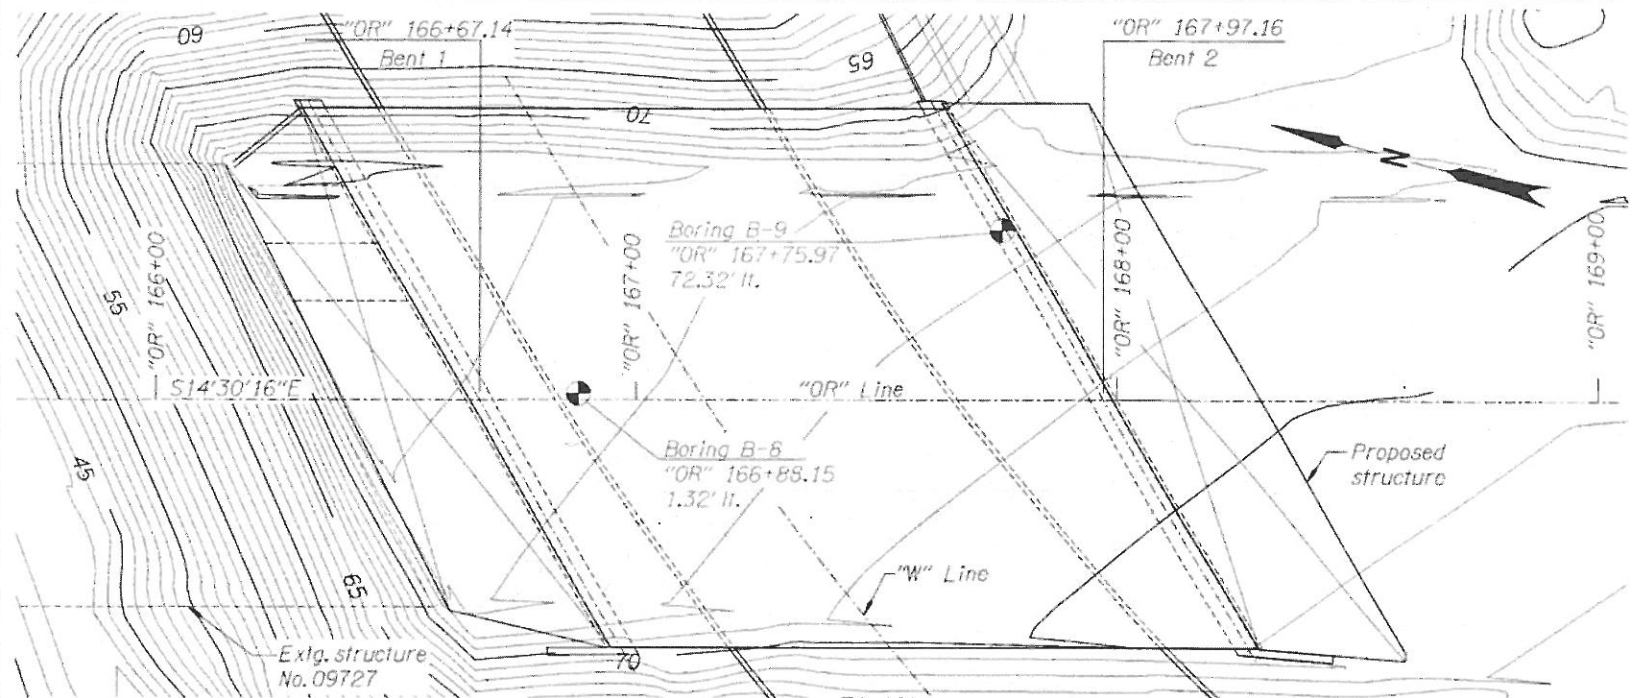 60
"OR" 166+67.14
Bent 1
65
"OR" 167+97.16
Bent 2
70
N
Boring B-9
"OR" 167+75.97
72.32' lt.
"OR" 166+00
"OR" 167+00
"OR" 168+00
"OR" 169+00
55
S14°30'16"E
"OR" Line
45
Boring B-8
"OR" 166+88.15
1.32' lt.
Proposed
structure
65
"W" Line
Extg. structure
No. 09727
70